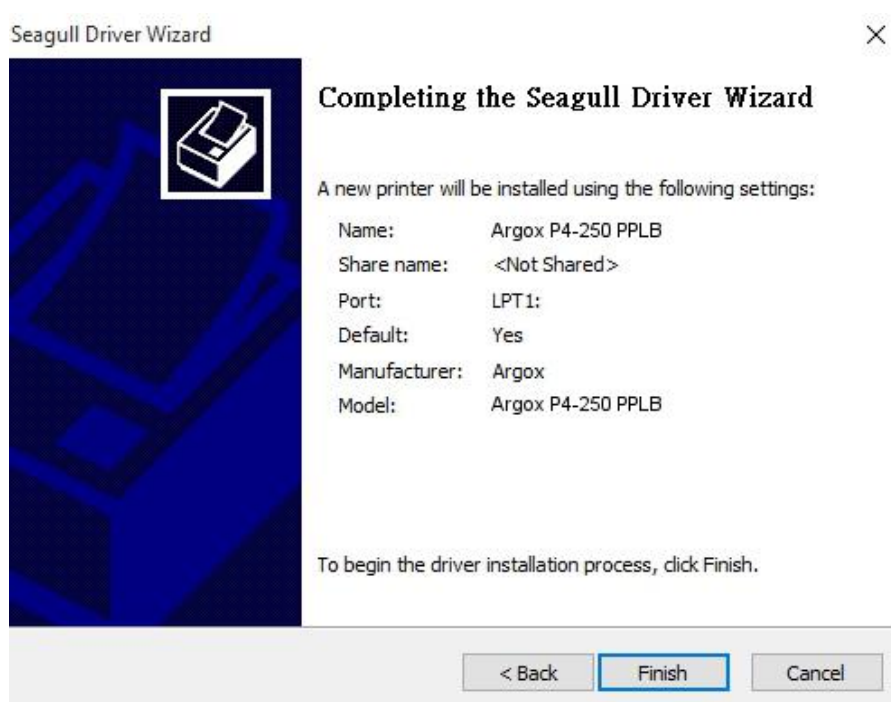 Seagull Driver Wizard
Completing the Seagull Driver Wizard
A new printer will be installed using the following settings:
Name: Argox P4-250 PPLB
Share name: <Not Shared>
Port: LPT1:
Default: Yes
Manufacturer: Argox
Model: Argox P4-250 PPLB
To begin the driver installation process, click Finish.
< Back Finish Cancel